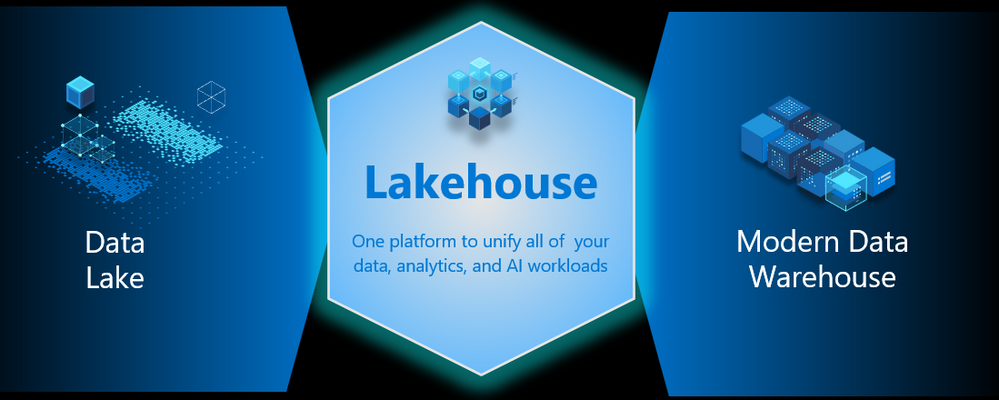 Data
Lake
Lakehouse
One platform to unify all of your
data, analytics, and AI workloads
Modern Data
Warehouse